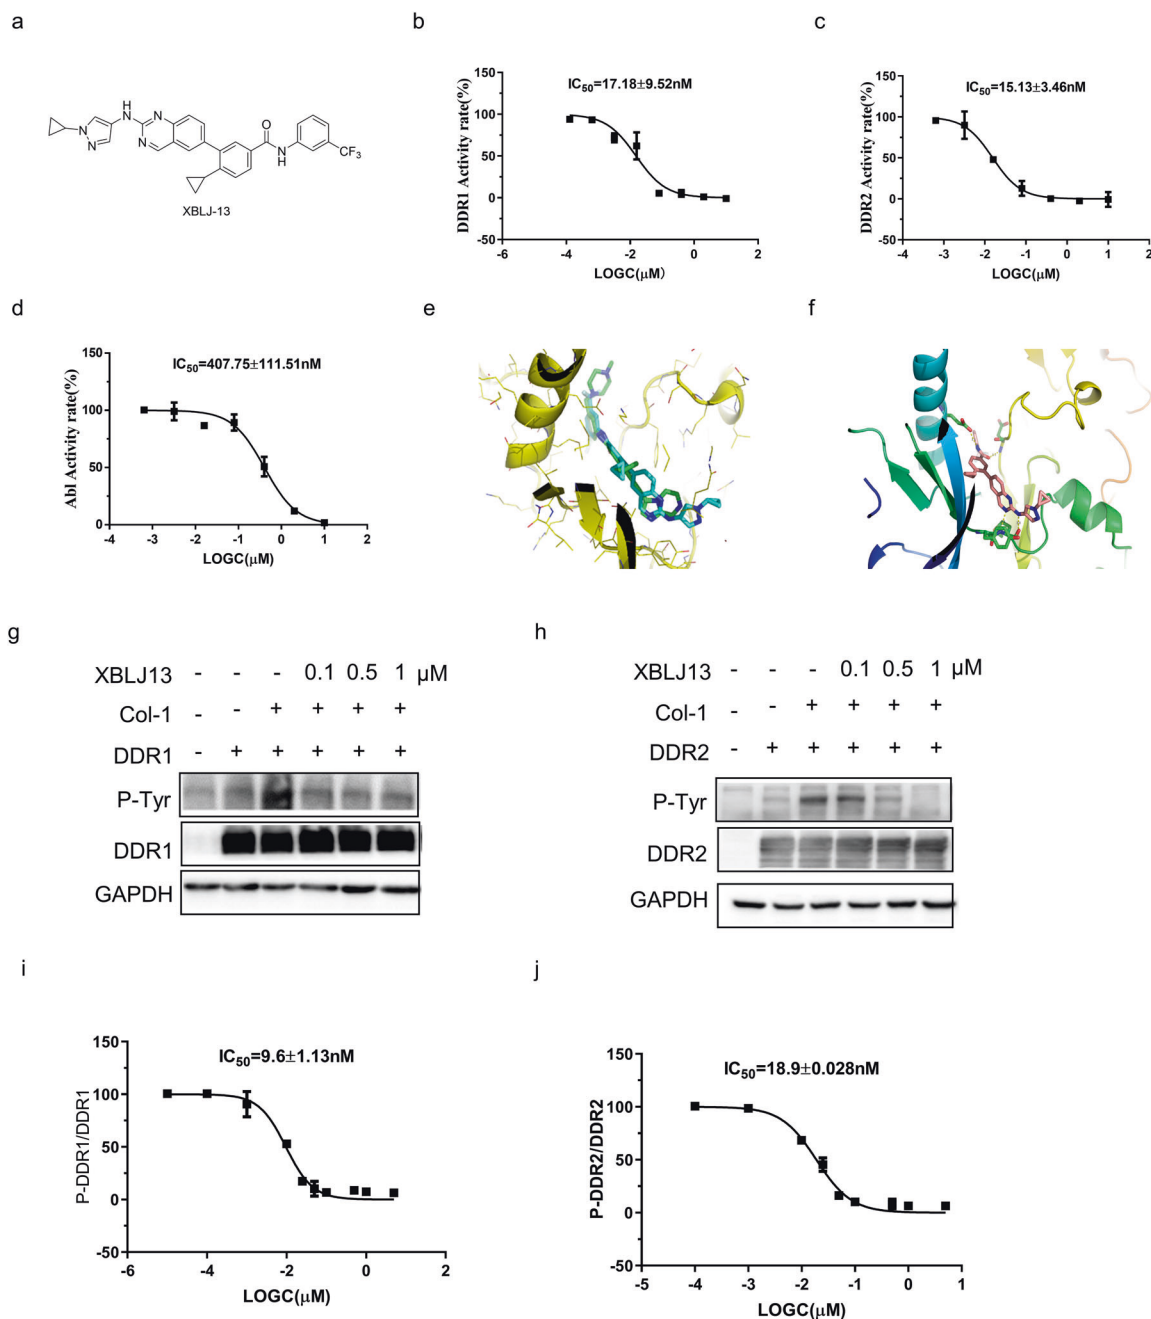 a
H
N
N
N
N
N
O
N
H
CF₃
XBLJ-13
b
IC₅₀=17.18±9.52nM
DDR1 Activity rate(%)
150
100
50
0
-50
-6 -4 -2 0 2
LOGC(μM)
c
IC₅₀=15.13±3.46nM
DDR2 Activity rate(%)
150
100
50
0
-50
-4 -3 -2 -1 0 1 2
LOGC(μM)
d
IC₅₀=407.75±111.51nM
Abl Activity rate(%)
150
100
50
0
-4 -3 -2 -1 0 1 2
LOGC(μM)
e
f
g
XBLJ13 - - - 0.1 0.5 1 μM
Col-1 - - + + + +
DDR1 - + + + + +
P-Tyr
DDR1
GAPDH
h
XBLJ13 - - - 0.1 0.5 1 μM
Col-1 - - + + + +
DDR2 - + + + + +
P-Tyr
DDR2
GAPDH
i
IC₅₀=9.6±1.13nM
P-DDR1/DDR1
150
100
50
0
-50
-6 -4 -2 0 2
LOGC(μM)
j
IC₅₀=18.9±0.028nM
P-DDR2/DDR2
150
100
50
0
-50
-5 -4 -3 -2 -1 0 1
LOGC(μM)